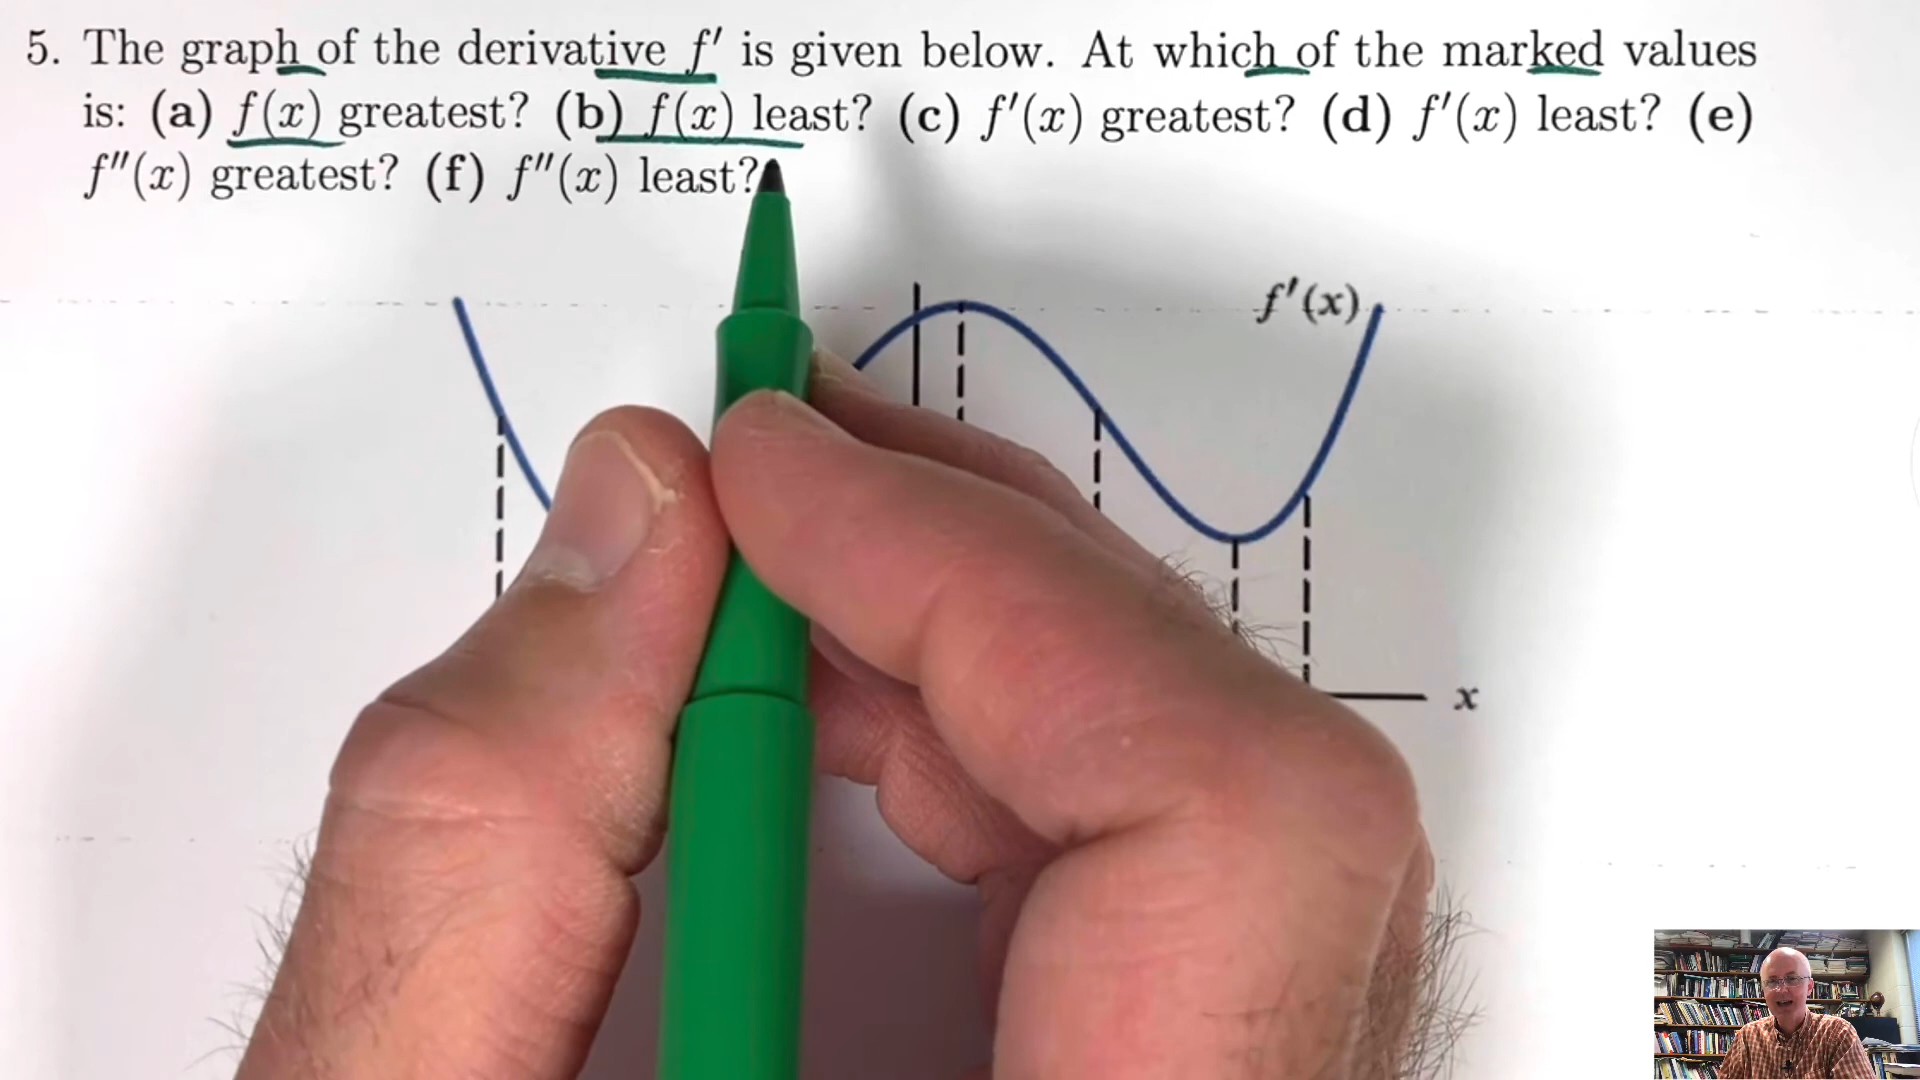 5. The graph of the derivative f′ is given below. At which of the marked values
is: (a) f(x) greatest? (b) f(x) least? (c) f′(x) greatest? (d) f′(x) least? (e)
f″(x) greatest? (f) f″(x) least?
f′(x)
x